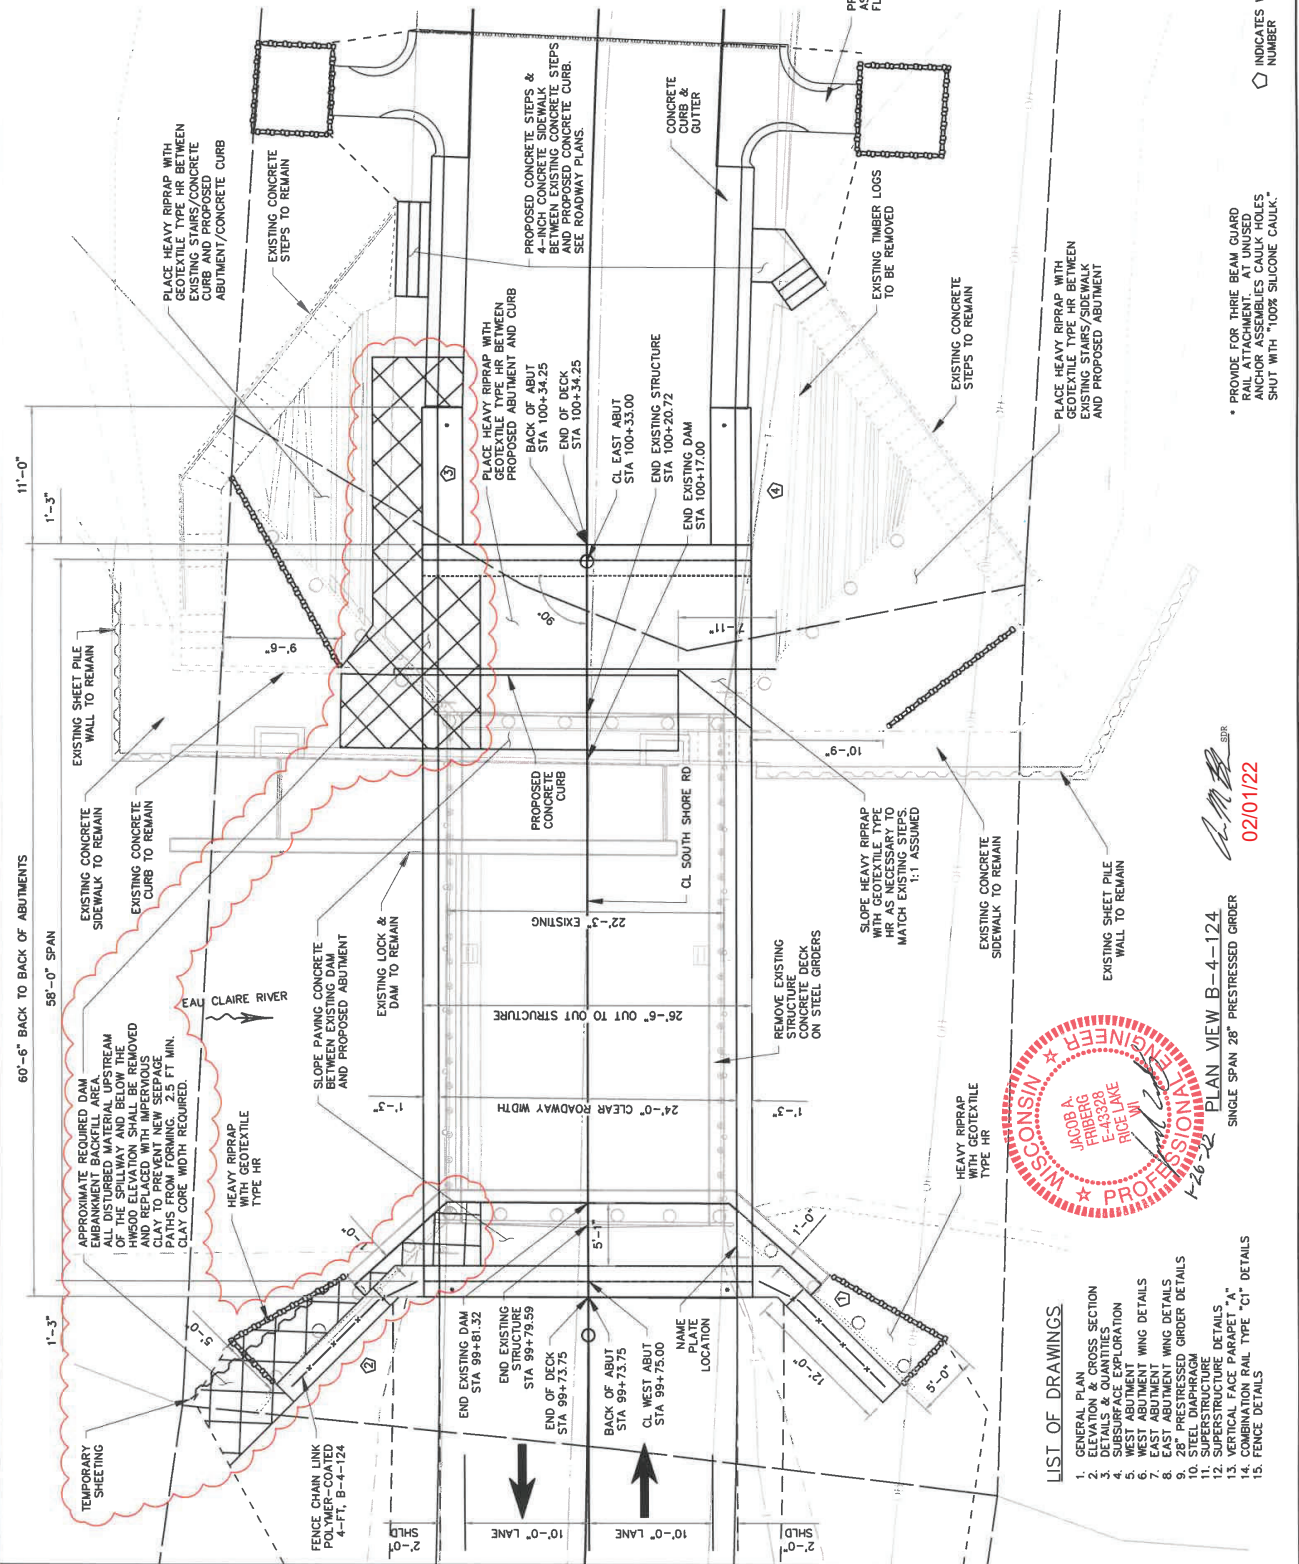 60'-6" BACK TO BACK OF ABUTMENTS
58'-0" SPAN
1'-3"
1'-3"
11'-0"
TEMPORARY
SHEETING
APPROXIMATE REQUIRED DAM
EMBANKMENT BACKFILL AREA.
ALL DISTURBED MATERIAL UPSTREAM
OF THE SPILLWAY AND BELOW THE
HW500 ELEVATION SHALL BE REMOVED
AND REPLACED WITH IMPERVIOUS
CLAY TO PREVENT NEW SEEPAGE
PATHS FROM FORMING. 2.5 FT MIN.
CLAY CORE WIDTH REQUIRED.
EXISTING SHEET PILE
WALL TO REMAIN
EXISTING CONCRETE
SIDEWALK TO REMAIN
EXISTING CONCRETE
CURB TO REMAIN
PLACE HEAVY RIPRAP WITH
GEOTEXTILE TYPE HR BETWEEN
EXISTING STAIRS/CONCRETE
CURB AND PROPOSED
ABUTMENT/CONCRETE CURB
EXISTING CONCRETE
STEPS TO REMAIN
EAU CLAIRE RIVER
HEAVY RIPRAP
WITH GEOTEXTILE
TYPE HR
FENCE CHAIN LINK
POLYMER-COATED
4-FT, B-4-124
5'-0"
1'-0"
2
1
SLOPE PAVING CONCRETE
BETWEEN EXISTING DAM
AND PROPOSED ABUTMENT
EXISTING LOCK &
DAM TO REMAIN
9'-6"
3
PLACE HEAVY RIPRAP WITH
GEOTEXTILE TYPE HR BETWEEN
PROPOSED ABUTMENT AND CURB
PROPOSED CONCRETE STEPS &
4-INCH CONCRETE SIDEWALK
BETWEEN EXISTING CONCRETE STEPS
AND PROPOSED CONCRETE CURB.
SEE ROADWAY PLANS.
BACK OF ABUT
STA 100+34.25
END OF DECK
STA 100+34.25
CL EAST ABUT
STA 100+33.00
END EXISTING STRUCTURE
STA 100+20.72
END EXISTING DAM
STA 100+17.00
90°
7'-11"
PROPOSED
CONCRETE
CURB
CL SOUTH SHORE RD
22'-3" EXISTING
26'-6" OUT TO OUT STRUCTURE
24'-0" CLEAR ROADWAY WIDTH
1'-3"
1'-3"
5'-1"
END EXISTING DAM
STA 99+81.32
END EXISTING
STRUCTURE
STA 99+79.59
END OF DECK
STA 99+73.75
BACK OF ABUT
STA 99+73.75
CL WEST ABUT
STA 99+75.00
NAME
PLATE
LOCATION
2'-0"
SHLD
10'-0" LANE
10'-0" LANE
2'-0"
SHLD
CONCRETE
CURB &
GUTTER
REMOVE EXISTING
STRUCTURE
CONCRETE DECK
ON STEEL GIRDERS
SLOPE HEAVY RIPRAP
WITH GEOTEXTILE TYPE
HR AS NECESSARY TO
MATCH EXISTING STEPS.
1:1 ASSUMED
4
10'-9"
EXISTING TIMBER LOGS
TO BE REMOVED
EXISTING CONCRETE
STEPS TO REMAIN
PLACE HEAVY RIPRAP WITH
GEOTEXTILE TYPE HR BETWEEN
EXISTING STAIRS/SIDEWALK
AND PROPOSED ABUTMENT
EXISTING CONCRETE
SIDEWALK TO REMAIN
EXISTING SHEET PILE
WALL TO REMAIN
1'-0"
12'-0"
5'-0"
1
HEAVY RIPRAP
WITH GEOTEXTILE
TYPE HR
LIST OF DRAWINGS
1. GENERAL PLAN
2. ELEVATION & CROSS SECTION
3. DETAILS & QUANTITIES
4. SUBSURFACE EXPLORATION
5. WEST ABUTMENT
6. WEST ABUTMENT WING DETAILS
7. EAST ABUTMENT
8. EAST ABUTMENT WING DETAILS
9. 28" PRESTRESSED GIRDER DETAILS
10. STEEL DIAPHRAGM
11. SUPERSTRUCTURE
12. SUPERSTRUCTURE DETAILS
13. VERTICAL FACE PARAPET "A"
14. COMBINATION RAIL TYPE "C1" DETAILS
15. FENCE DETAILS
WISCONSIN
PROFESSIONAL ENGINEER
JACOB A.
FRIBERG
E-43328
RICE LAKE
WI
1-26-22
PLAN VIEW B-4-124
SINGLE SPAN 28" PRESTRESSED GIRDER
SDR
02/01/22
* PROVIDE FOR THRIE BEAM GUARD
RAIL ATTACHMENT. AT UNUSED
ANCHOR ASSEMBLIES CAULK HOLES
SHUT WITH "100% SILICONE CAULK."
INDICATES
NUMBER